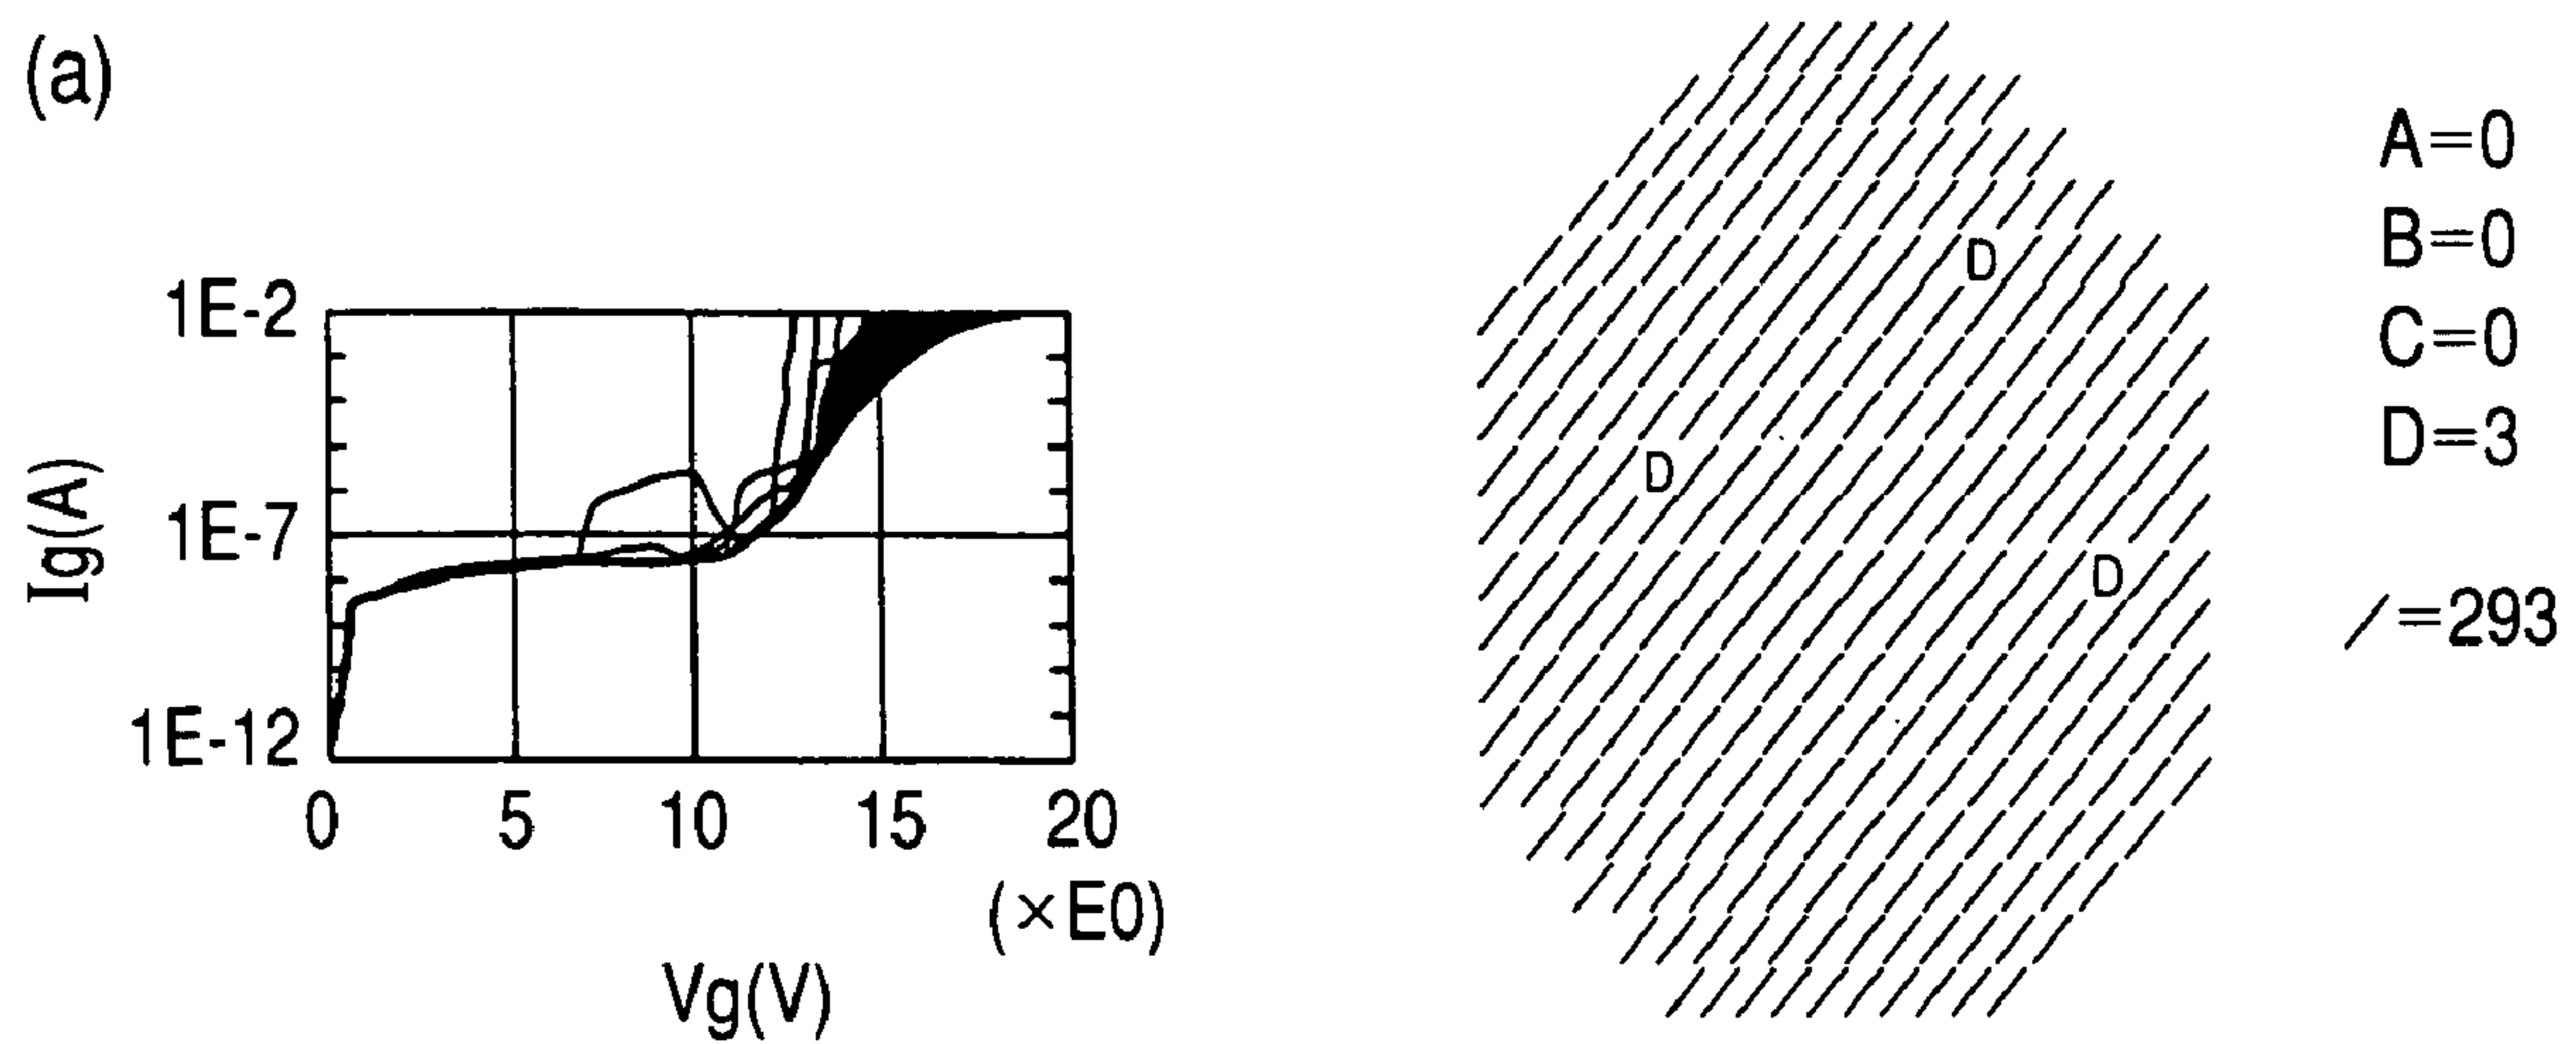 (a)
1E-2
1E-7
1E-12
Ig(A)
0 5 10 15 20
(×E0)
Vg(V)
D
D
D
A=0
B=0
C=0
D=3
/=293